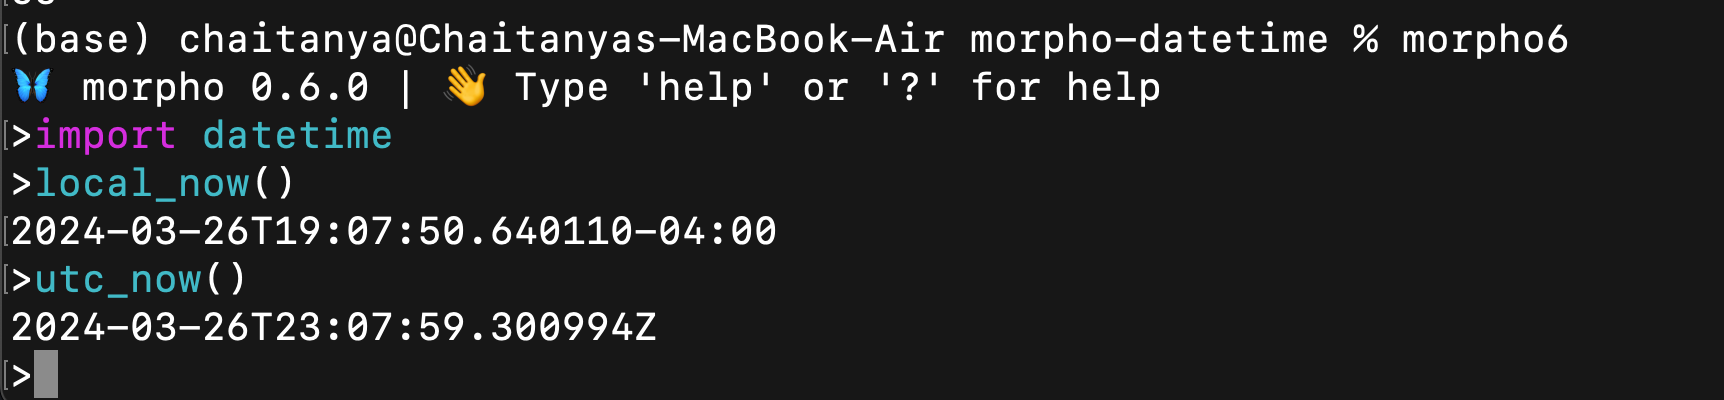 (base) chaitanya@Chaitanyas-MacBook-Air morpho-datetime % morpho6
🦋 morpho 0.6.0 | 👋 Type 'help' or '?' for help
>import datetime
>local_now()
2024-03-26T19:07:50.640110-04:00
>utc_now()
2024-03-26T23:07:59.300994Z
>